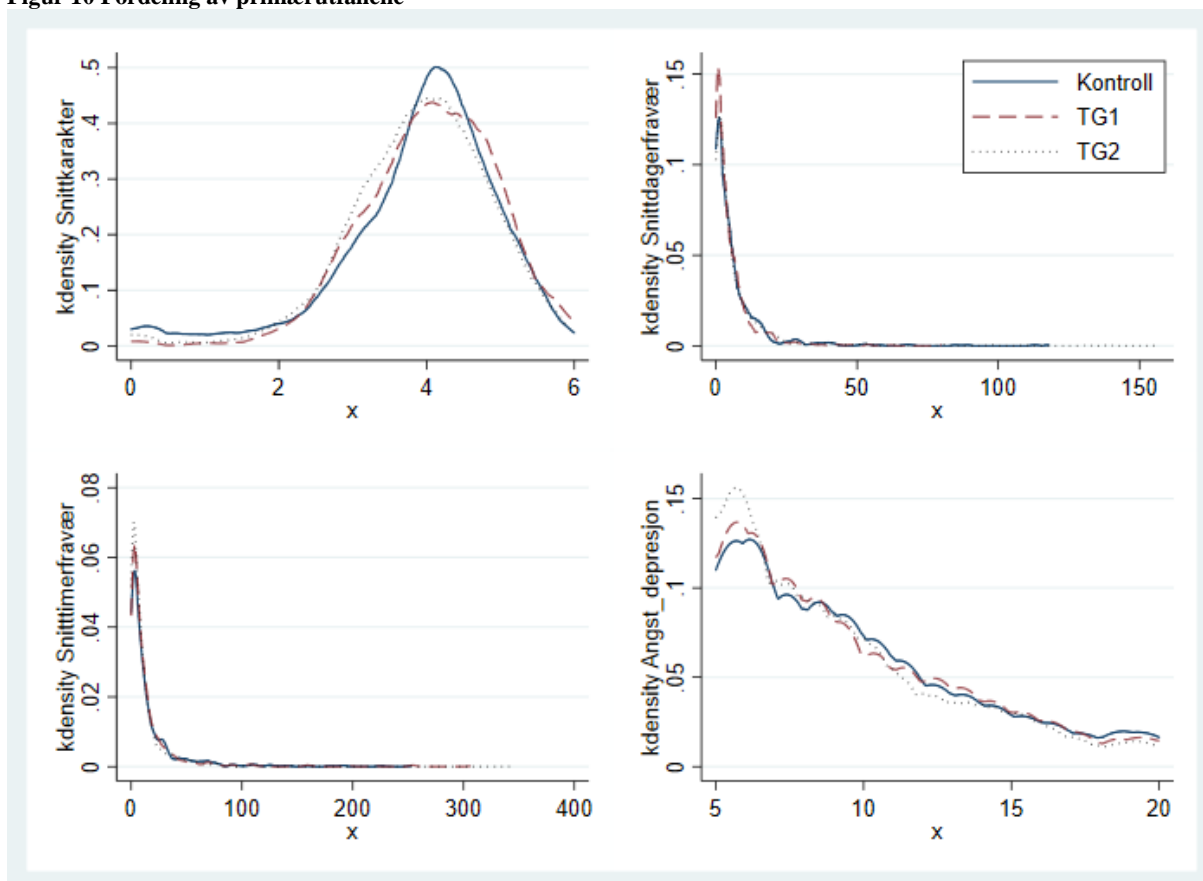 Figur 10 Fordeling av primærutfallene
kdensity Snittkarakter
.5
.4
.3
.2
.1
0
0 2 4 6
x
kdensity Snittdagerfravær
.15
.1
.05
0
0 50 100 150
x
Kontroll
TG1
TG2
kdensity Snitttimerfravær
.08
.06
.04
.02
0
0 100 200 300 400
x
kdensity Angst_depresjon
.15
.1
.05
0
5 10 15 20
x